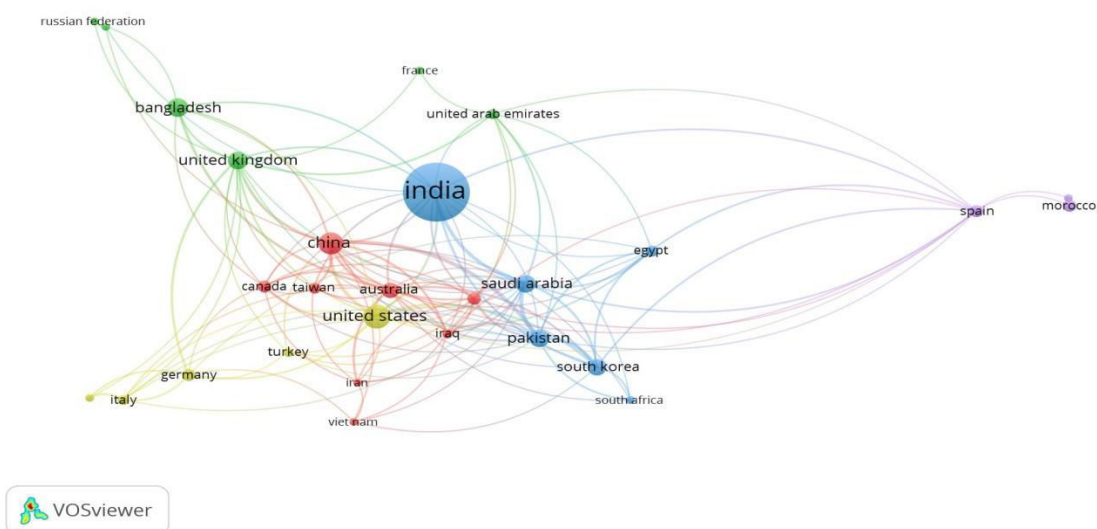 russian federation
france
bangladesh
united arab emirates
united kingdom
india
spain
morocco
china
egypt
canada
taiwan
australia
saudi arabia
united states
iraq
pakistan
turkey
south korea
germany
iran
italy
south africa
viet nam
VOSviewer